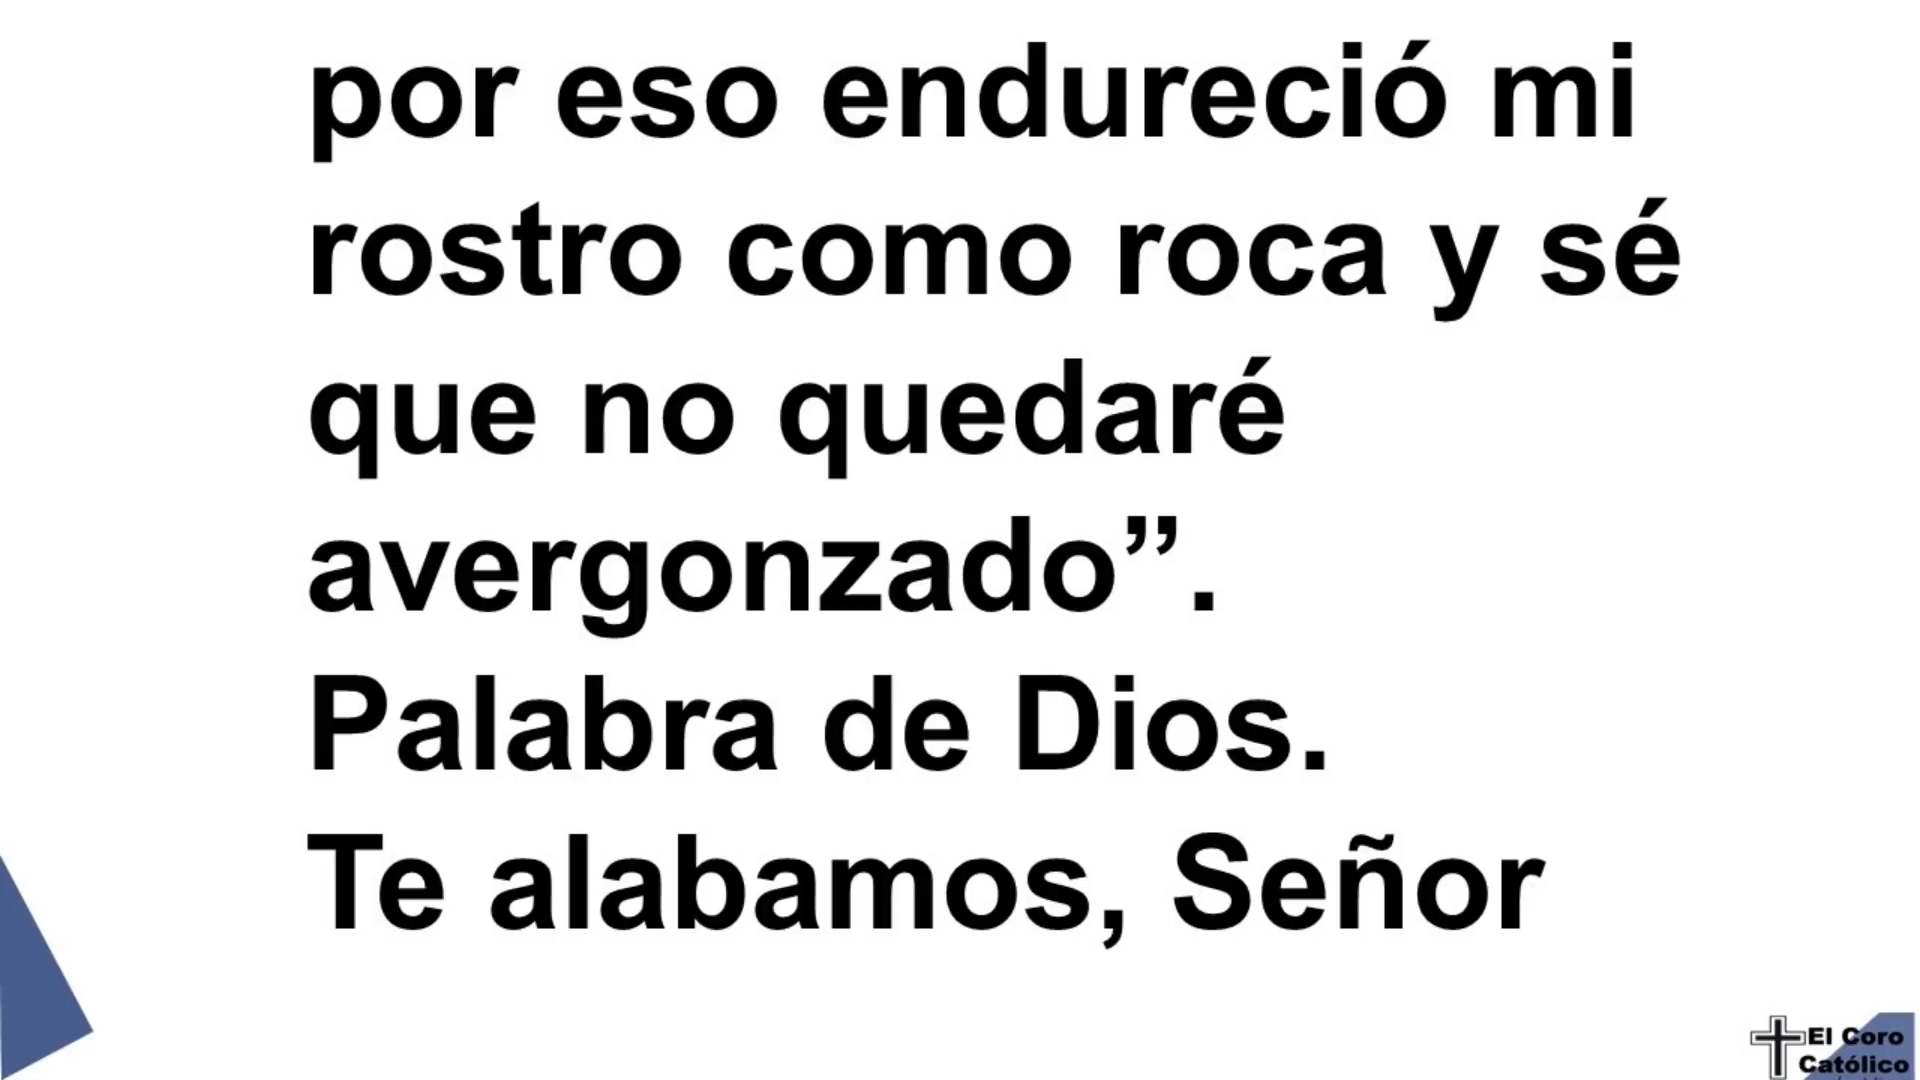 por eso endureció mi
rostro como roca y sé
que no quedaré
avergonzado”.
Palabra de Dios.
Te alabamos, Señor
El Coro
Católico